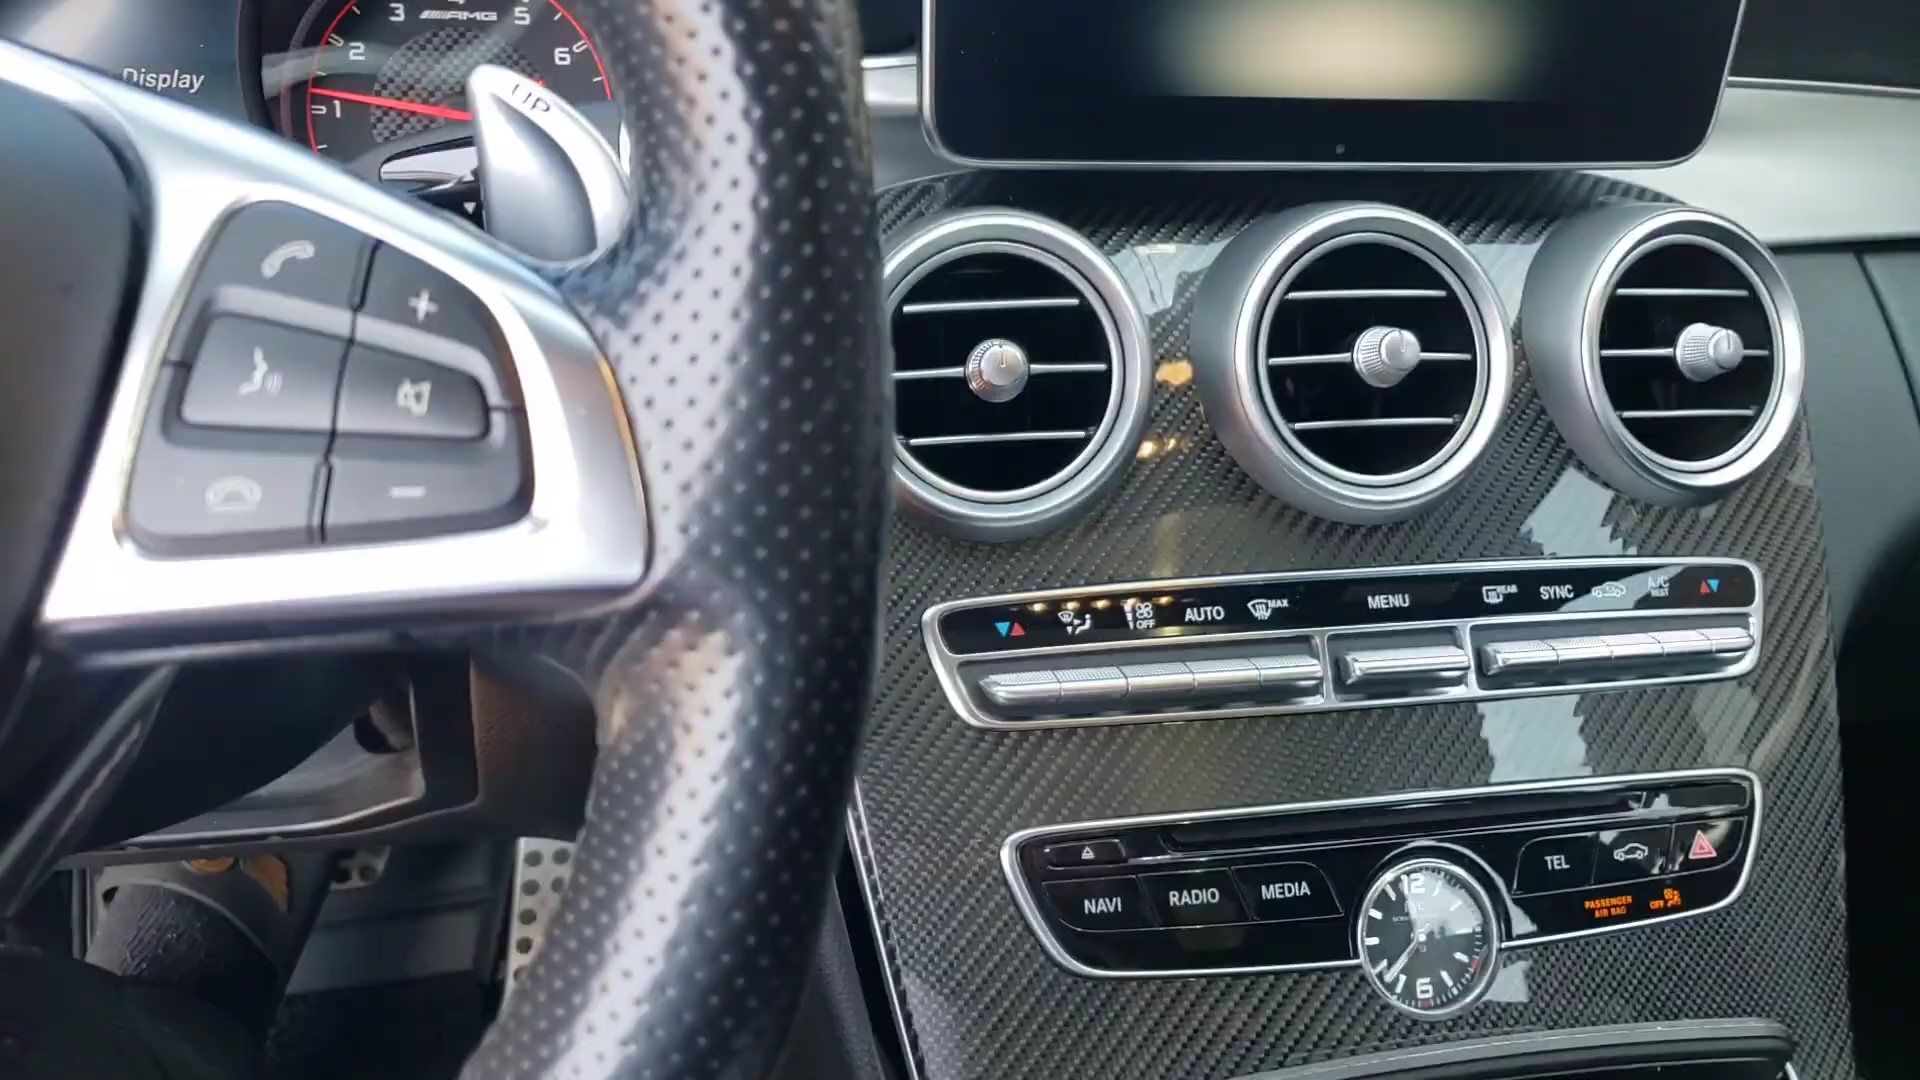 3
AMG
5
2
6
Display
1
UP
OFF
AUTO
MAX
MENU
REAR
SYNC
A/C
REST
NAVI
RADIO
MEDIA
TEL
PASSENGER
AIR BAG
OFF
12
6